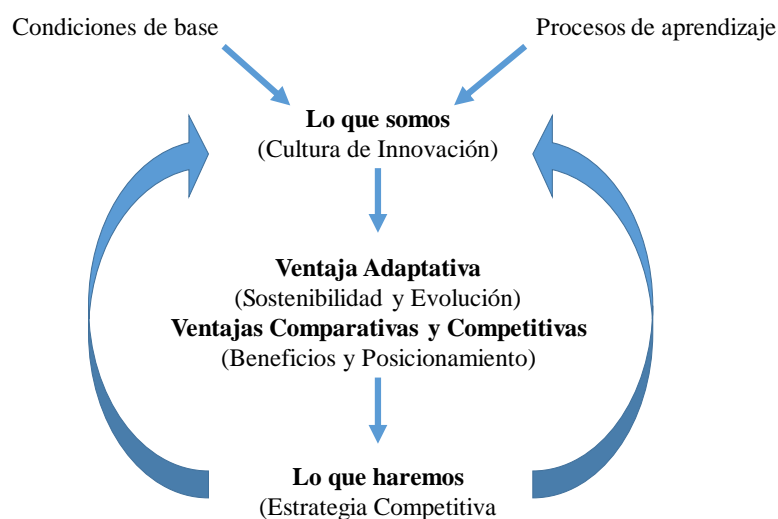 Condiciones de base
Procesos de aprendizaje
Lo que somos
(Cultura de Innovación)
Ventaja Adaptativa
(Sostenibilidad y Evolución)
Ventajas Comparativas y Competitivas
(Beneficios y Posicionamiento)
Lo que haremos
(Estrategia Competitiva